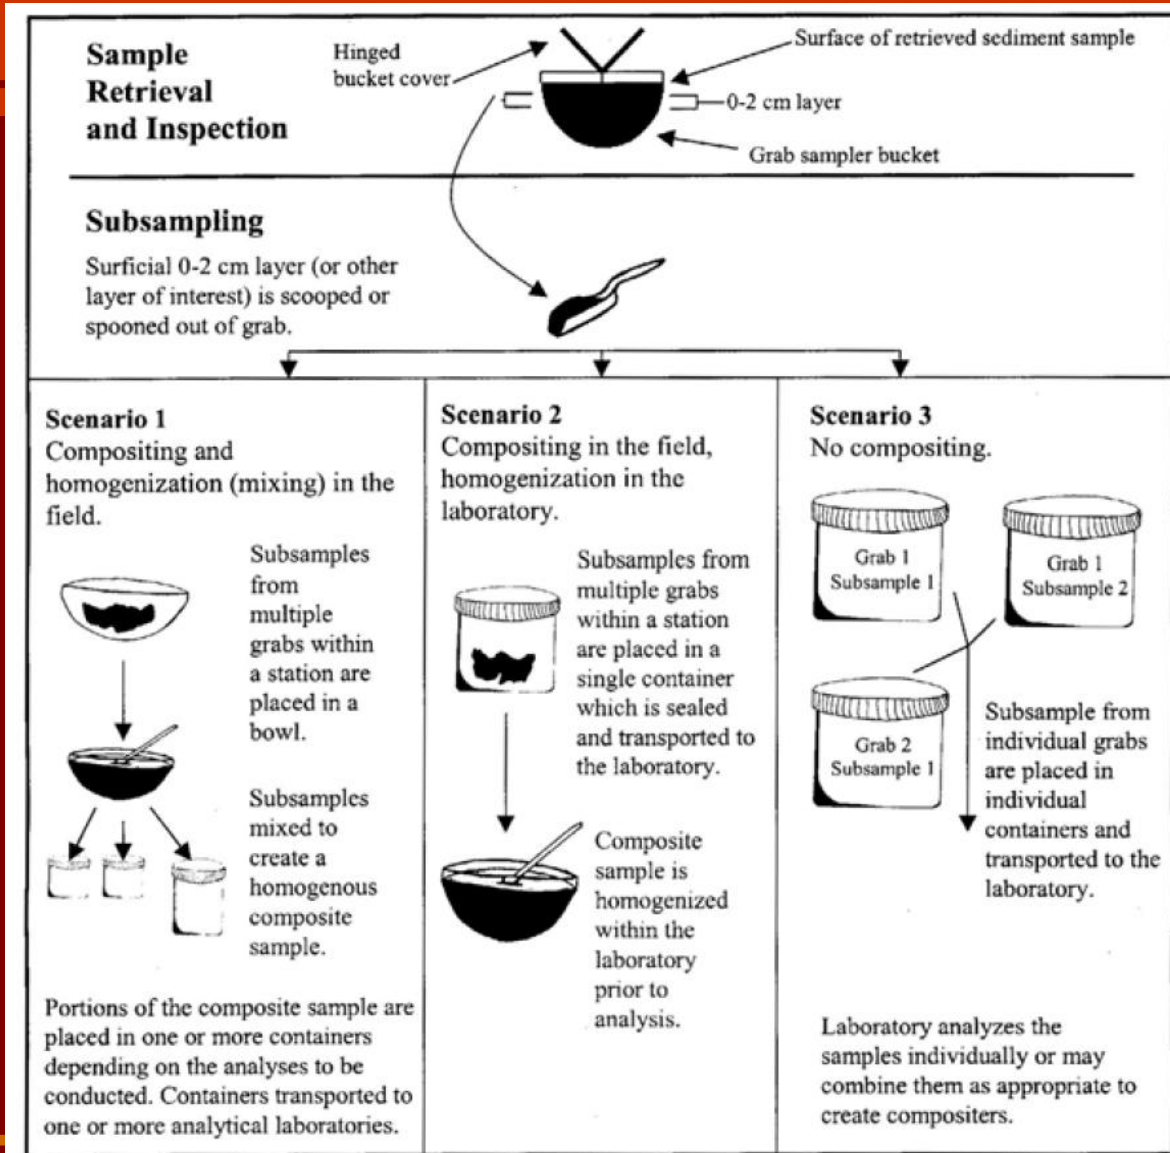 Sample
Retrieval
and Inspection
Hinged
bucket cover
Surface of retrieved sediment sample
0-2 cm layer
Grab sampler bucket
Subsampling
Surficial 0-2 cm layer (or other
layer of interest) is scooped or
spooned out of grab.
Scenario 1
Compositing and
homogenization (mixing) in the
field.
Subsamples
from
multiple
grabs within
a station are
placed in a
bowl.
Subsamples
mixed to
create a
homogenous
composite
sample.
Portions of the composite sample are
placed in one or more containers
depending on the analyses to be
conducted. Containers transported to
one or more analytical laboratories.
Scenario 2
Compositing in the field,
homogenization in the
laboratory.
Subsamples from
multiple grabs
within a station
are placed in a
single container
which is sealed
and transported to
the laboratory.
Composite
sample is
homogenized
within the
laboratory
prior to
analysis.
Scenario 3
No compositing.
Grab 1
Subsample 1
Grab 1
Subsample 2
Grab 2
Subsample 1
Subsample from
individual grabs
are placed in
individual
containers and
transported to the
laboratory.
Laboratory analyzes the
samples individually or may
combine them as appropriate to
create compositers.